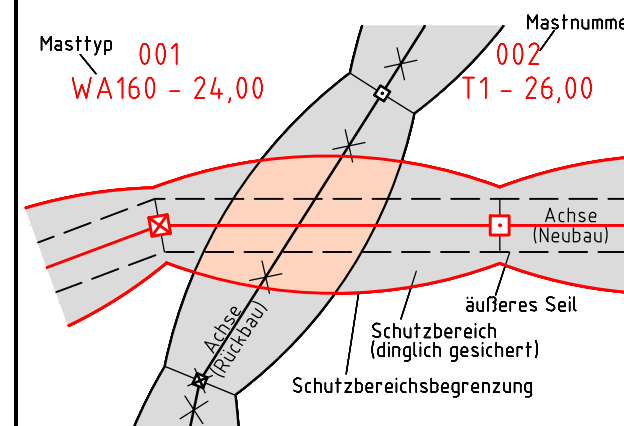 Masttyp
001
WA160 - 24,00
Mastnumme
002
T1 - 26,00
Achse
(Neubau)
äußeres Seil
Achse
(Rückbau)
Schutzbereich
(dinglich gesichert)
Schutzbereichsbegrenzung